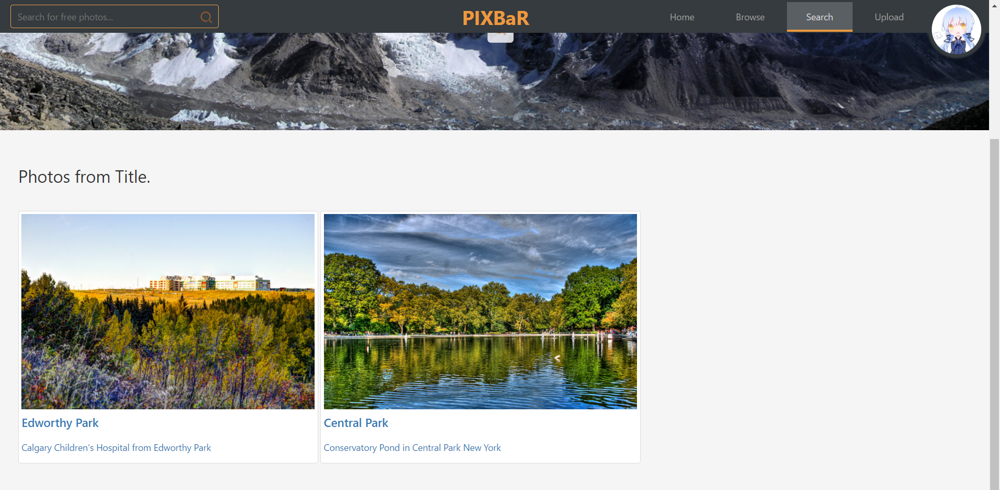 Search for free photos...
PIXBaR
Home
Browse
Search
Upload
Photos from Title.
Edworthy Park
Calgary Children's Hospital from Edworthy Park
Central Park
Conservatory Pond in Central Park New York